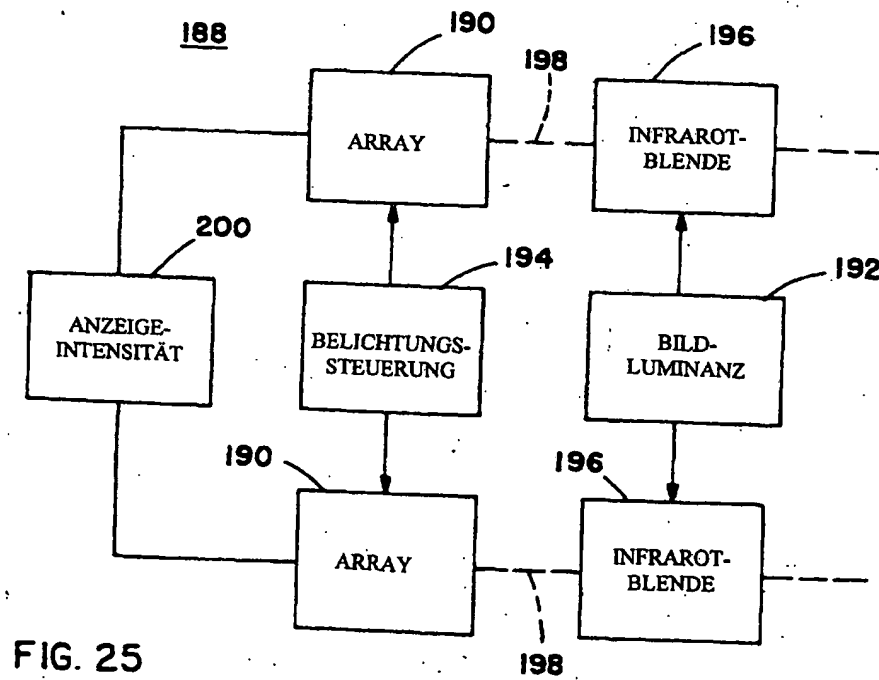 188
190
196
198
ARRAY
INFRAROT-
BLENDE
200
194
192
ANZEIGE-
INTENSITÄT
BELICHTUNGS-
STEUERUNG
BILD-
LUMINANZ
190
196
ARRAY
INFRAROT-
BLENDE
198
FIG. 25